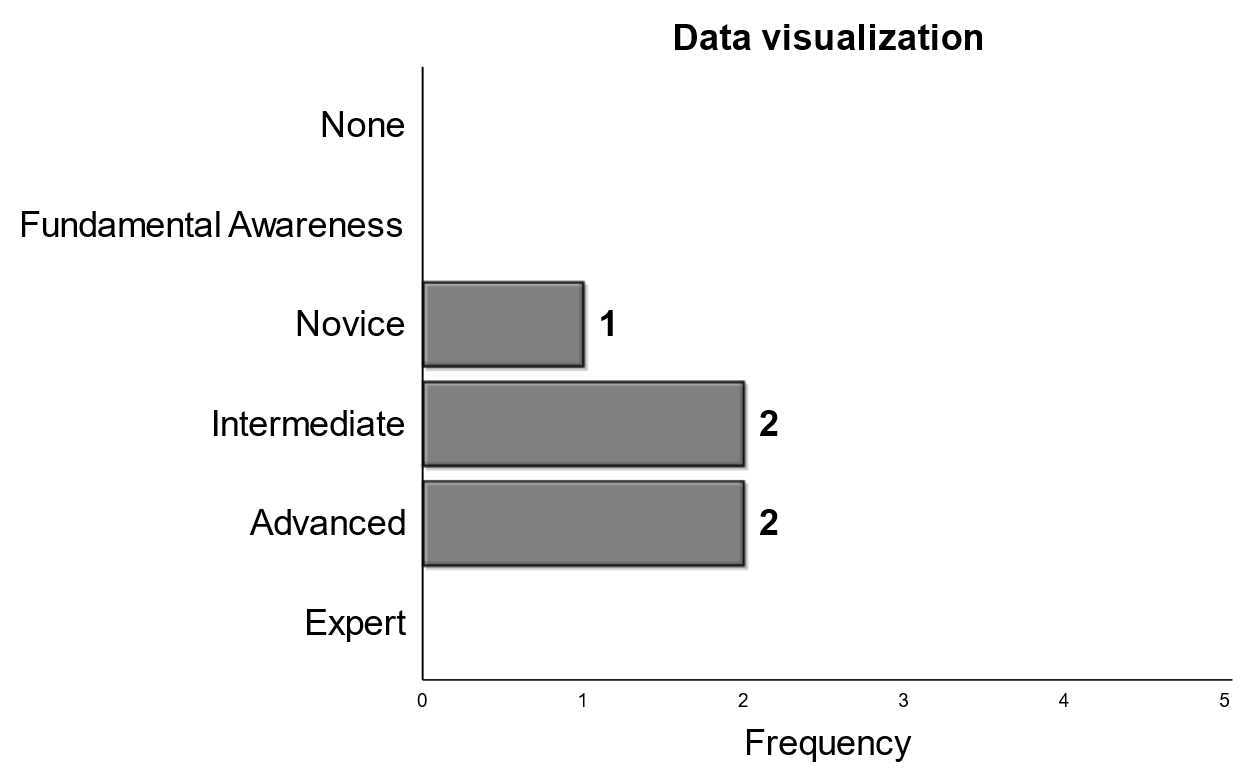 Data visualization
None
Fundamental Awareness
Novice
1
Intermediate
2
Advanced
2
Expert
0 1 2 3 4 5
Frequency